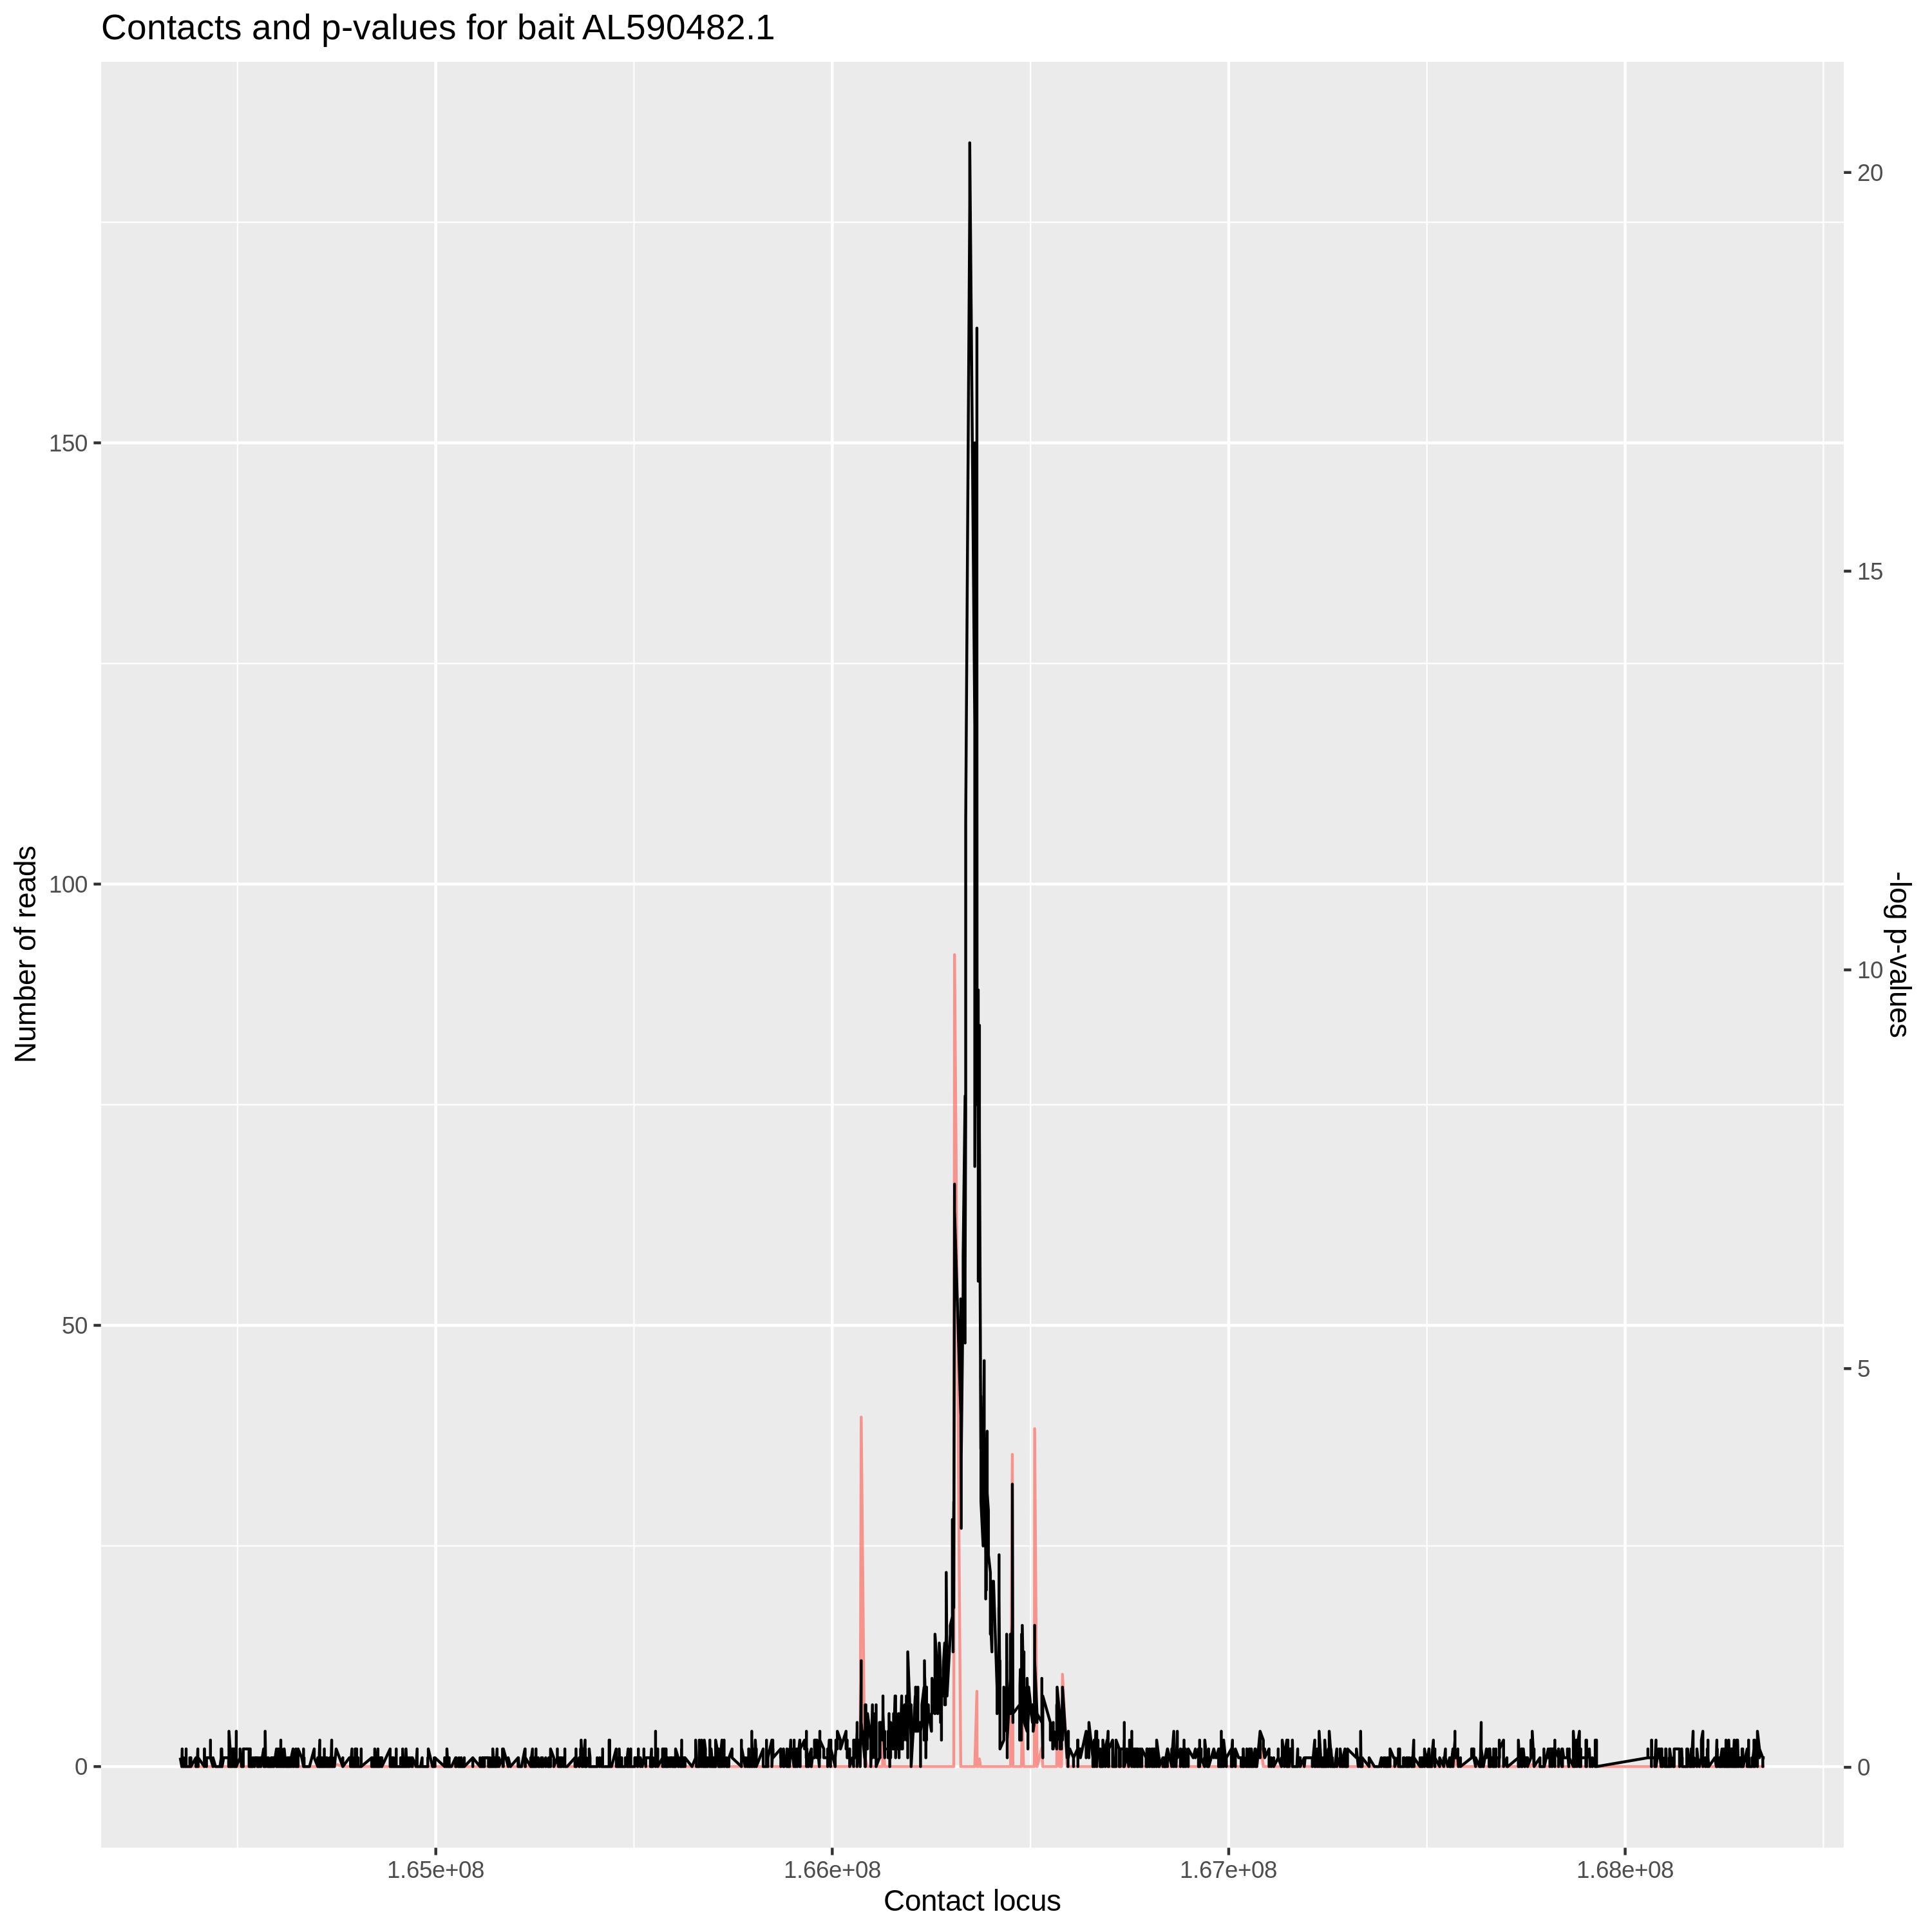 Contacts and p-values for bait AL590482.1
Number of reads
150
100
50
0
20
15
10
5
0
-log p-values
1.65e+08
1.66e+08
1.67e+08
1.68e+08
Contact locus